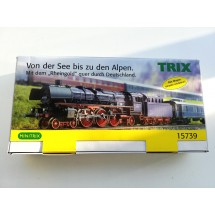 Von der See bis zu den Alpen.
Mit dem „Rheingold" quer durch Deutschland.
TRIX
MINITRIX
15739